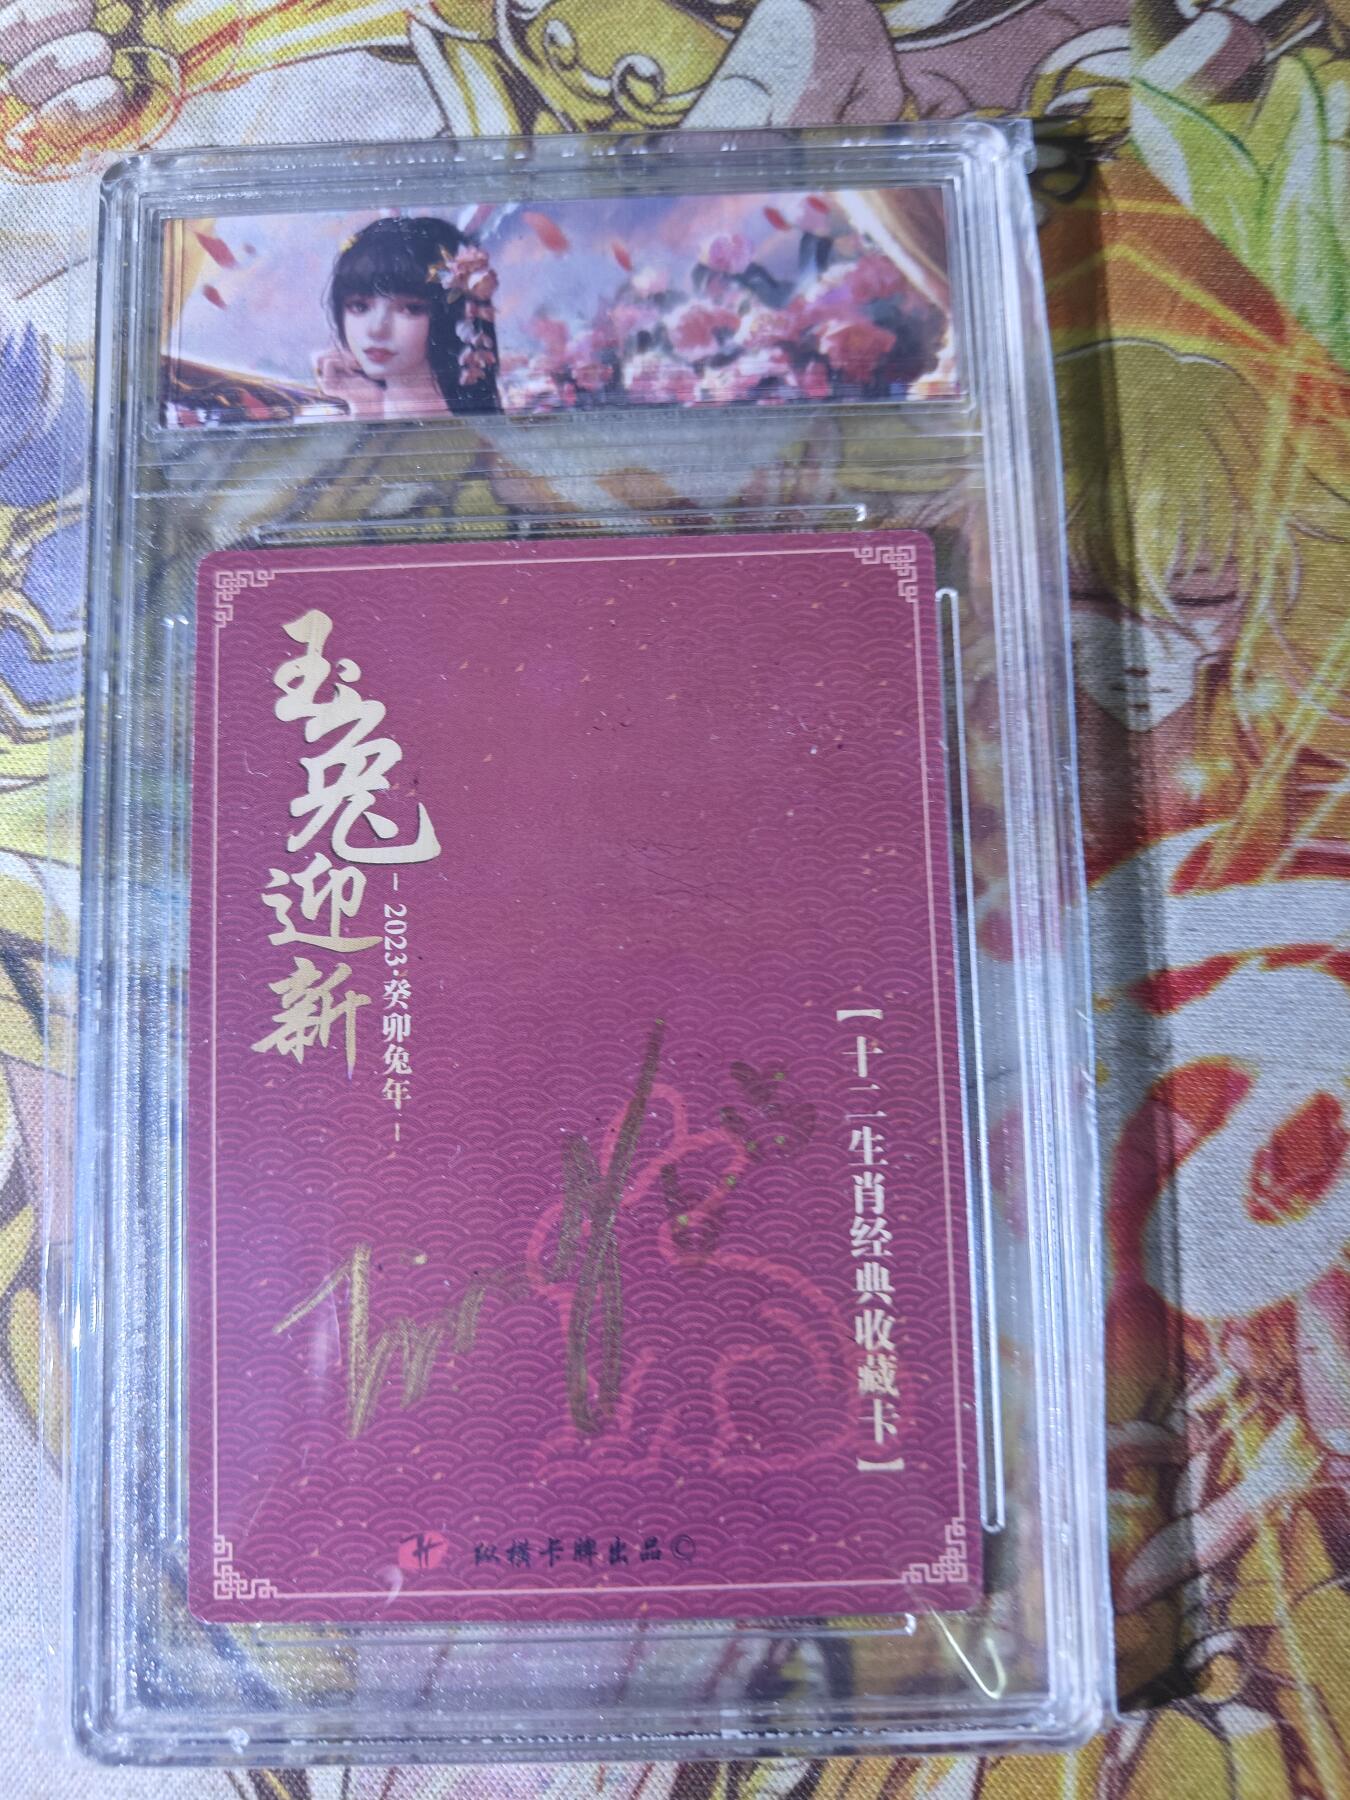 玉兔迎新
- 2023·癸卯兔年 -
【十二生肖经典收藏卡】
纵横卡牌出品©